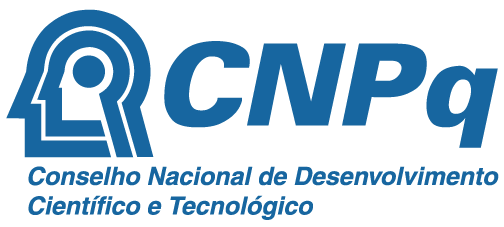 CNPq
Conselho Nacional de Desenvolvimento
Científico e Tecnológico